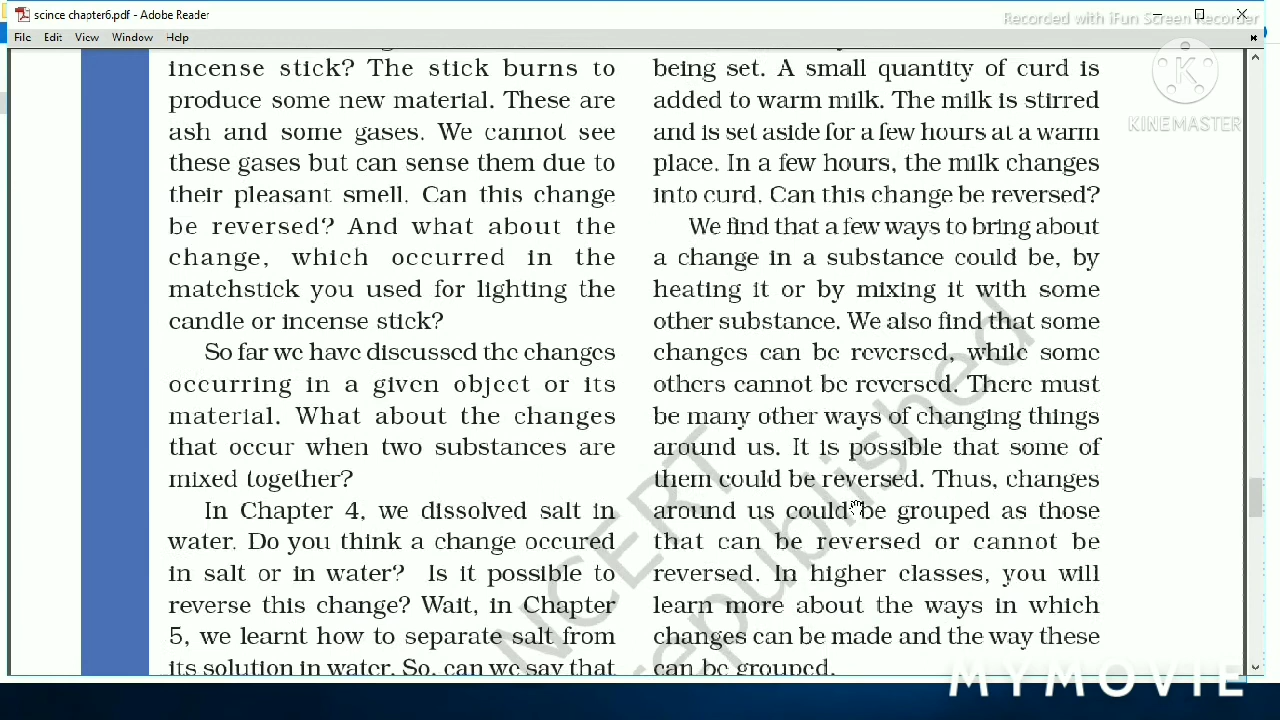 scince chapter6.pdf - Adobe Reader
Recorded with iFun Screen Recorder
File Edit View Window Help
K
KINEMASTER
incense stick? The stick burns to
produce some new material. These are
ash and some gases. We cannot see
these gases but can sense them due to
their pleasant smell. Can this change
be reversed? And what about the
change, which occurred in the
matchstick you used for lighting the
candle or incense stick?
So far we have discussed the changes
occurring in a given object or its
material. What about the changes
that occur when two substances are
mixed together?
In Chapter 4, we dissolved salt in
water. Do you think a change occured
in salt or in water? Is it possible to
reverse this change? Wait, in Chapter
5, we learnt how to separate salt from
its solution in water. So, can we say that
being set. A small quantity of curd is
added to warm milk. The milk is stirred
and is set aside for a few hours at a warm
place. In a few hours, the milk changes
into curd. Can this change be reversed?
We find that a few ways to bring about
a change in a substance could be, by
heating it or by mixing it with some
other substance. We also find that some
changes can be reversed, while some
others cannot be reversed. There must
be many other ways of changing things
around us. It is possible that some of
them could be reversed. Thus, changes
around us could be grouped as those
that can be reversed or cannot be
reversed. In higher classes, you will
learn more about the ways in which
changes can be made and the way these
can be grouped.
NCERT
republished
MYMOVIE